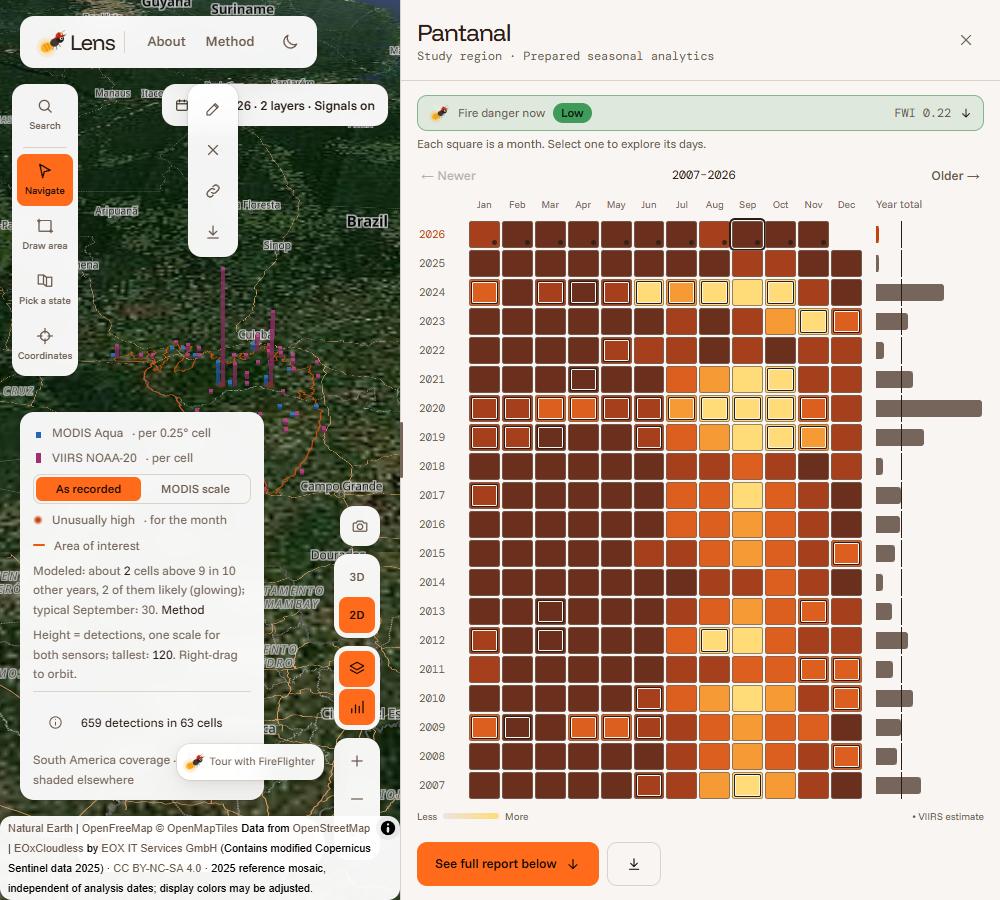 Guyana
Suriname
Lens
About
Method
Manaus
Search
26 · 2 layers · Signals on
Navigate
Aripuanã
Floresta
Brazil
Draw area
Sinop
Pick a state
Coordinates
Cuiabá
CRUZ
MODIS Aqua · per 0.25° cell
VIIRS NOAA-20 · per cell
As recorded
MODIS scale
Campo Grande
Unusually high · for the month
Area of interest
Modeled: about 2 cells above 9 in 10
other years, 2 of them likely (glowing);
typical September: 30. Method
3D
2D
Height = detections, one scale for
both sensors; tallest: 120. Right-drag
to orbit.
659 detections in 63 cells
South America coverage ·
shaded elsewhere
Tour with FireFlighter
Natural Earth | OpenFreeMap © OpenMapTiles Data from OpenStreetMap
| EOxCloudless by EOX IT Services GmbH (Contains modified Copernicus
Sentinel data 2025) · CC BY-NC-SA 4.0 · 2025 reference mosaic,
independent of analysis dates; display colors may be adjusted.
Pantanal
Study region · Prepared seasonal analytics
Fire danger now Low FWI 0.22 ↓
Each square is a month. Select one to explore its days.
← Newer 2007–2026 Older →
Jan Feb Mar Apr May Jun Jul Aug Sep Oct Nov Dec Year total
2026
2025
2024
2023
2022
2021
2020
2019
2018
2017
2016
2015
2014
2013
2012
2011
2010
2009
2008
2007
Less More • VIIRS estimate
See full report below ↓